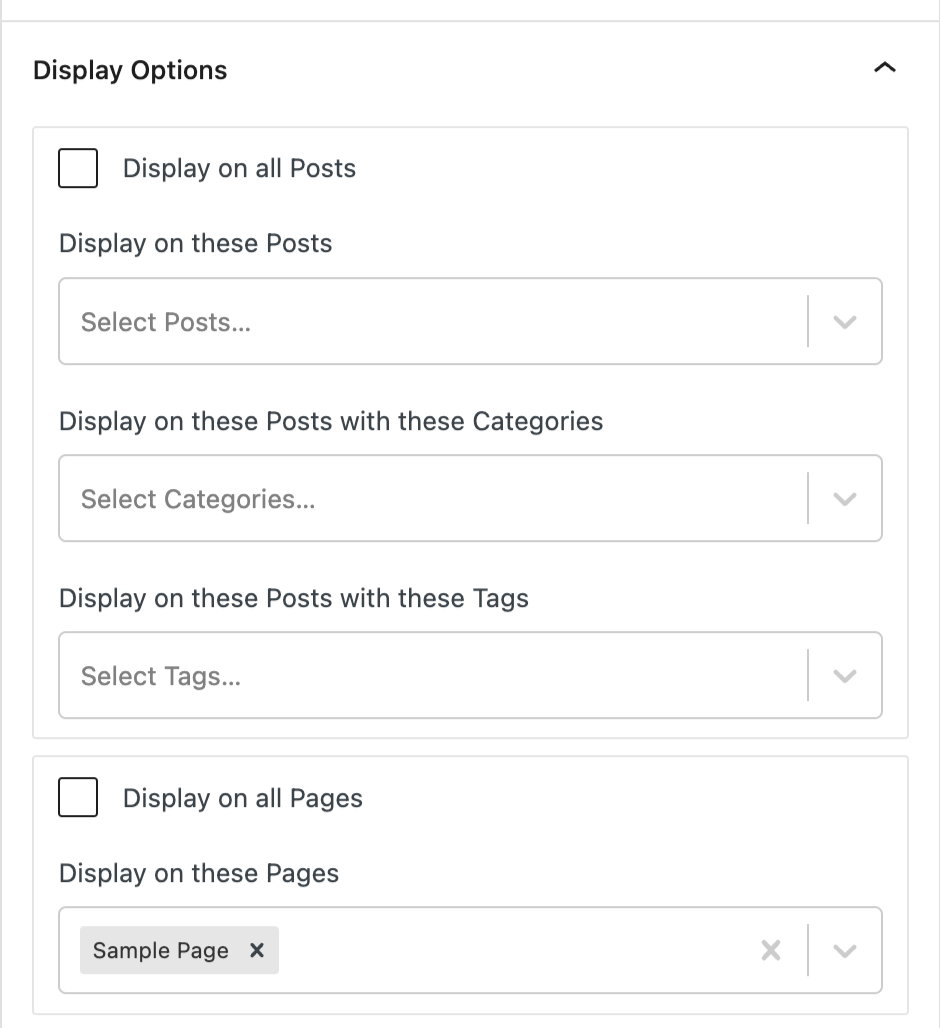 Display Options
Display on all Posts
Display on these Posts
Select Posts...
Display on these Posts with these Categories
Select Categories...
Display on these Posts with these Tags
Select Tags...
Display on all Pages
Display on these Pages
Sample Page